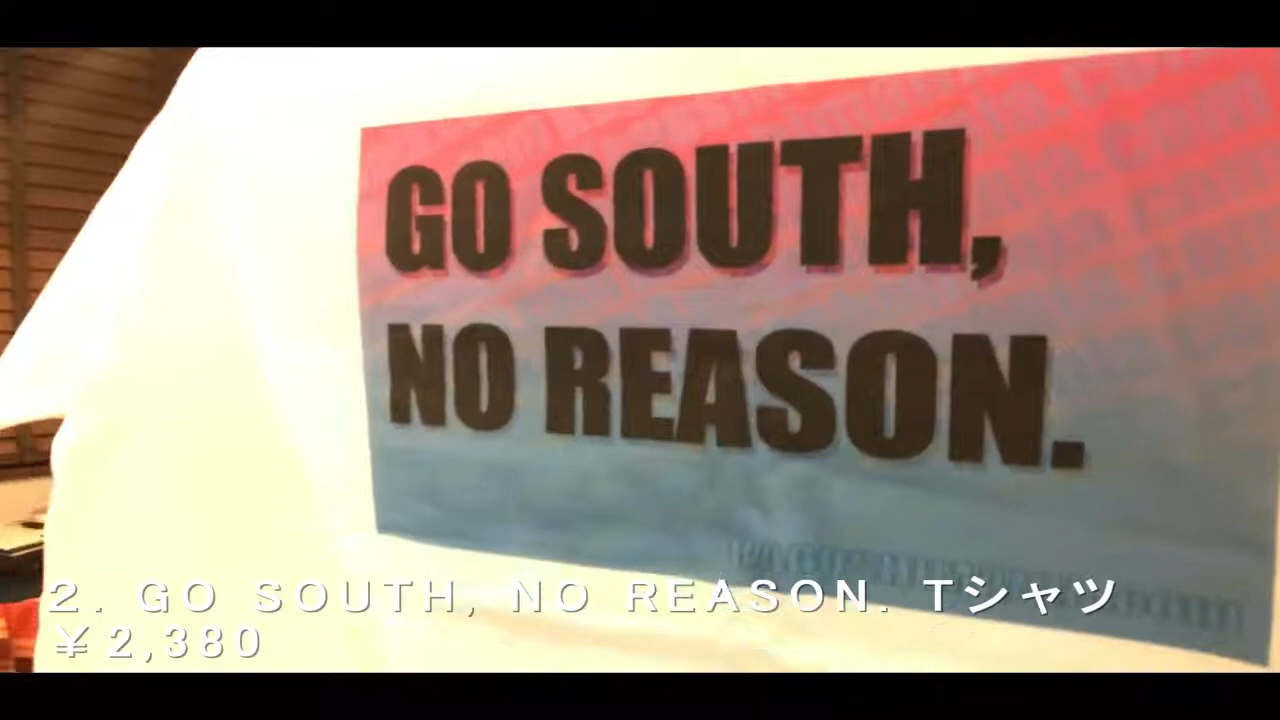 GO SOUTH,
NO REASON.
2. GO SOUTH, NO REASON. Tシャツ
¥2,380